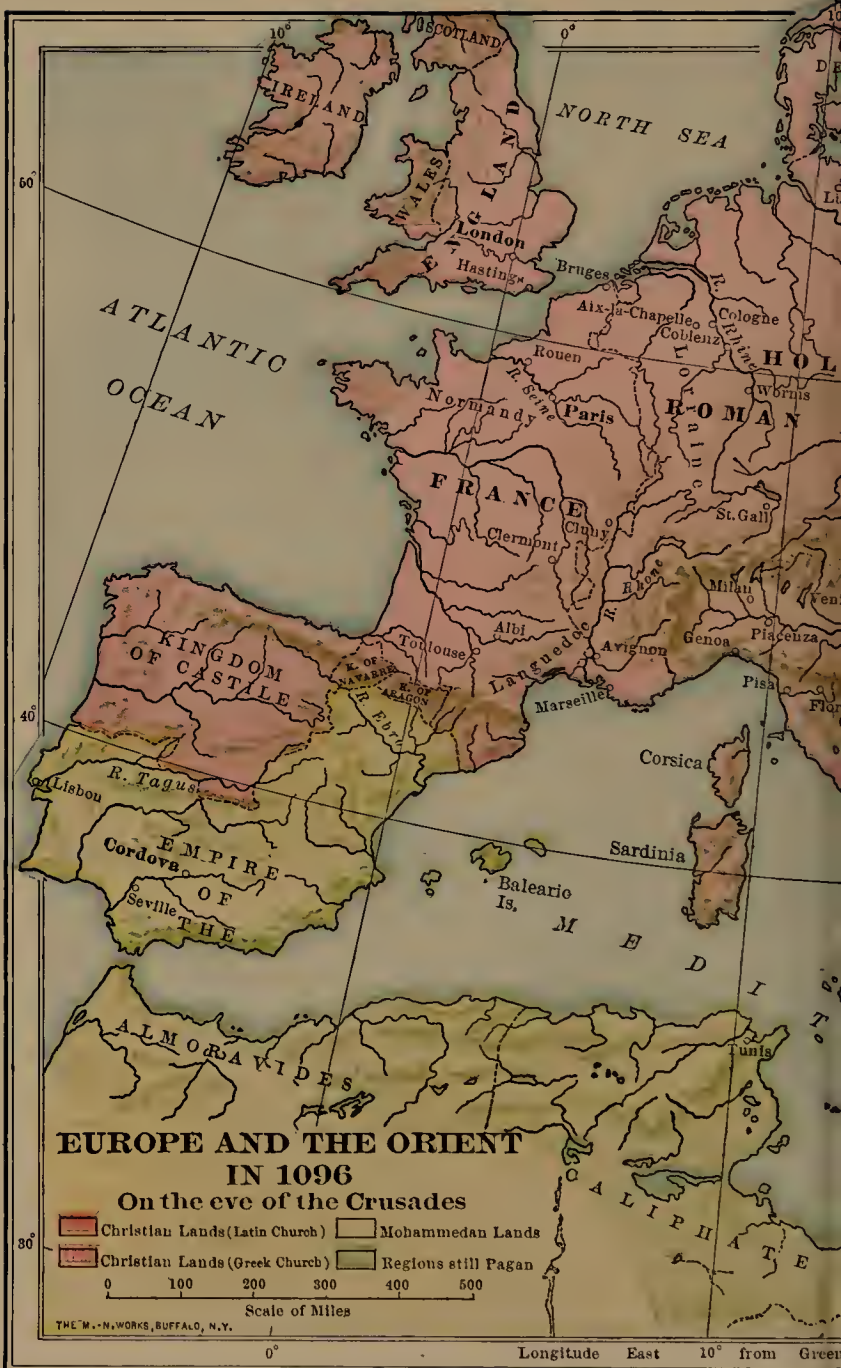 10°
0°
10
SCOTLAND
IRELAND
NORTH SEA
DE
60°
WALES
ENGLAND
London
Hastings
Bruges
Aix-la-Chapelle
Cologne
Coblenz
R. Rhine
HOL
ATLANTIC
OCEAN
Rouen
R. Seine
Normandy
Paris
Lorraine
Worms
ROMAN
FRANCE
St. Gall
Cluny
Clermont
R. Rhone
Milan
Ven
Albi
Toulouse
Languedoc
Avignon
Genoa
Piacenza
KINGDOM
OF CASTILE
K. OF
NAVARRE
K. OF
ARAGON
R. Ebro
Marseille
Pisa
Flor
40°
Corsica
R. Tagus
Lisbon
EMPIRE
Cordova
OF
Seville
THE
Sardinia
Balearic
Is.
MEDIT
ALMORAVIDES
Tunis
CALIPHATE
EUROPE AND THE ORIENT
IN 1096
On the eve of the Crusades
Christian Lands (Latin Church) Mohammedan Lands
Christian Lands (Greek Church) Regions still Pagan
30°
0 100 200 300 400 500
Scale of Miles
THE M.-N. WORKS, BUFFALO, N.Y.
0° Longitude East 10° from Green